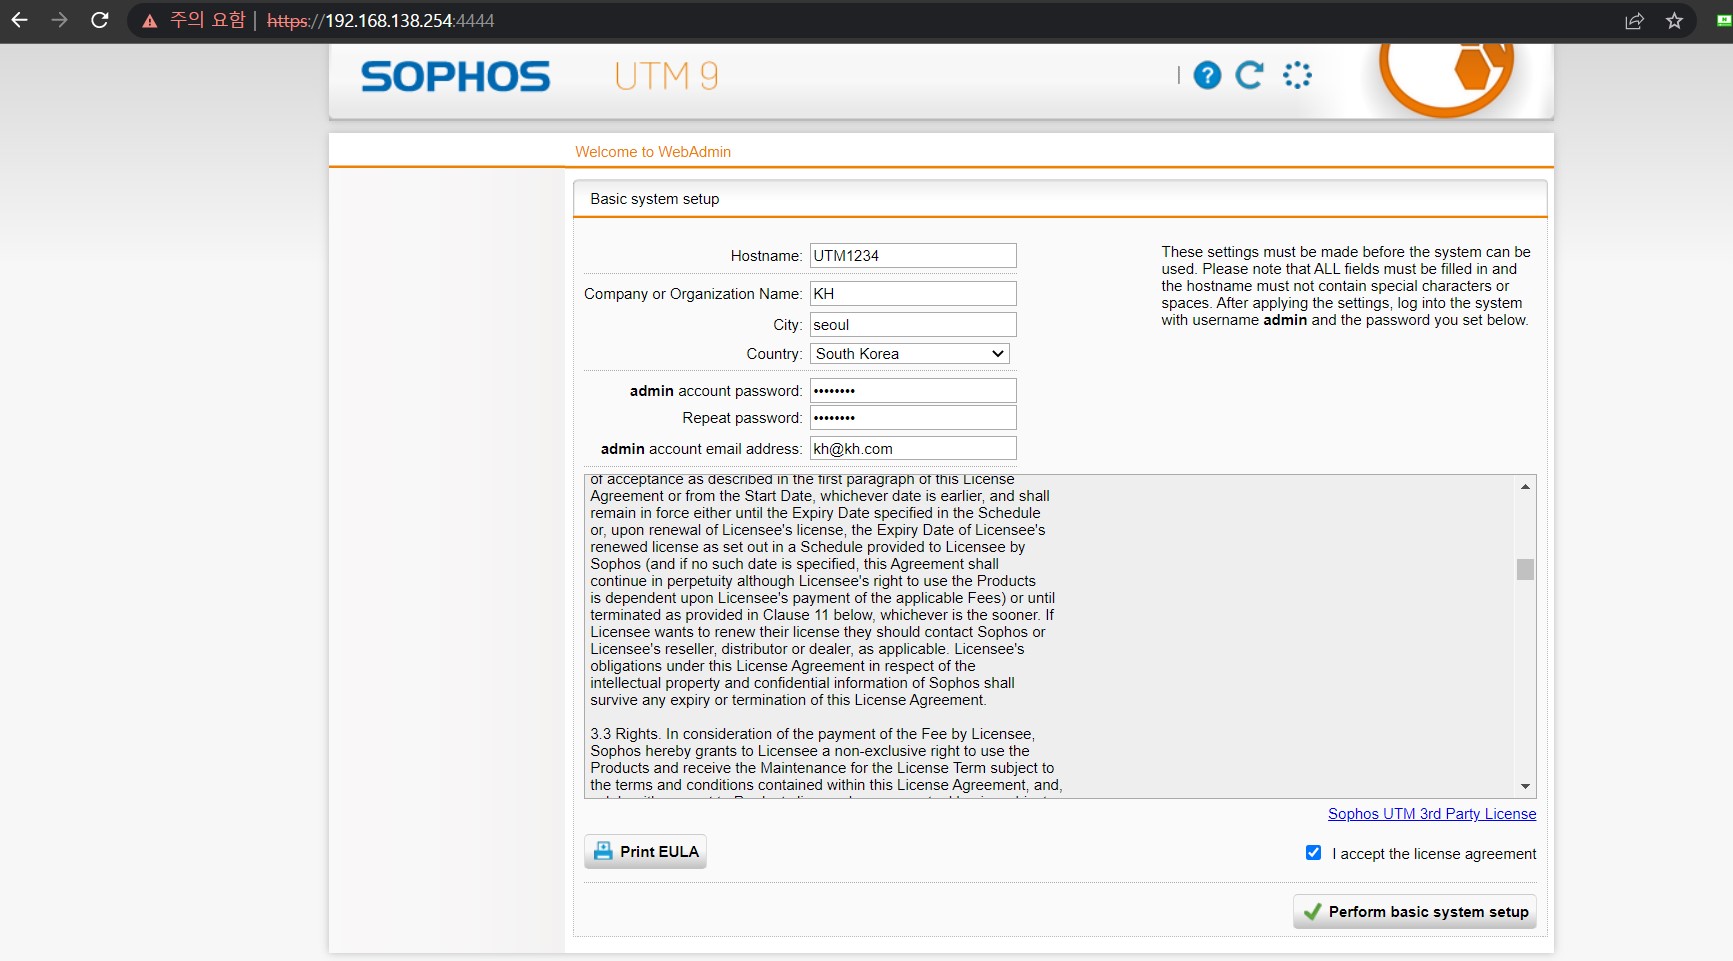 주의 요함 | https://192.168.138.254:4444
SOPHOS UTM 9
Welcome to WebAdmin
Basic system setup
Hostname: UTM1234
Company or Organization Name: KH
City: seoul
Country: South Korea
admin account password: ••••••••
Repeat password: ••••••••
admin account email address: kh@kh.com
These settings must be made before the system can be
used. Please note that ALL fields must be filled in and
the hostname must not contain special characters or
spaces. After applying the settings, log into the system
with username admin and the password you set below.
of acceptance as described in the first paragraph of this License
Agreement or from the Start Date, whichever date is earlier, and shall
remain in force either until the Expiry Date specified in the Schedule
or, upon renewal of Licensee's license, the Expiry Date of Licensee's
renewed license as set out in a Schedule provided to Licensee by
Sophos (and if no such date is specified, this Agreement shall
continue in perpetuity although Licensee's right to use the Products
is dependent upon Licensee's payment of the applicable Fees) or until
terminated as provided in Clause 11 below, whichever is the sooner. If
Licensee wants to renew their license they should contact Sophos or
Licensee's reseller, distributor or dealer, as applicable. Licensee's
obligations under this License Agreement in respect of the
intellectual property and confidential information of Sophos shall
survive any expiry or termination of this License Agreement.
3.3 Rights. In consideration of the payment of the Fee by Licensee,
Sophos hereby grants to Licensee a non-exclusive right to use the
Products and receive the Maintenance for the License Term subject to
the terms and conditions contained within this License Agreement, and,
Sophos UTM 3rd Party License
Print EULA
I accept the license agreement
Perform basic system setup